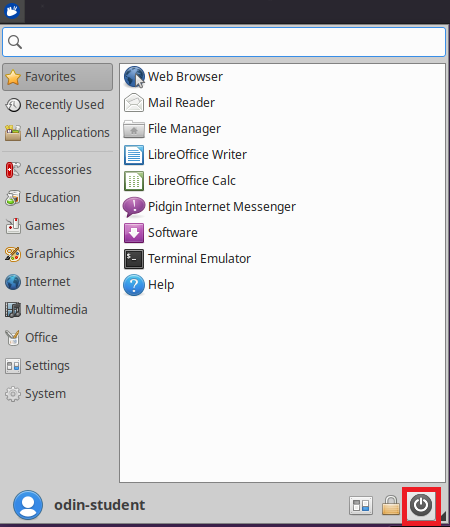 Favorites
Recently Used
All Applications
Accessories
Education
Games
Graphics
Internet
Multimedia
Office
Settings
System
Web Browser
Mail Reader
File Manager
LibreOffice Writer
LibreOffice Calc
Pidgin Internet Messenger
Software
Terminal Emulator
Help
odin-student